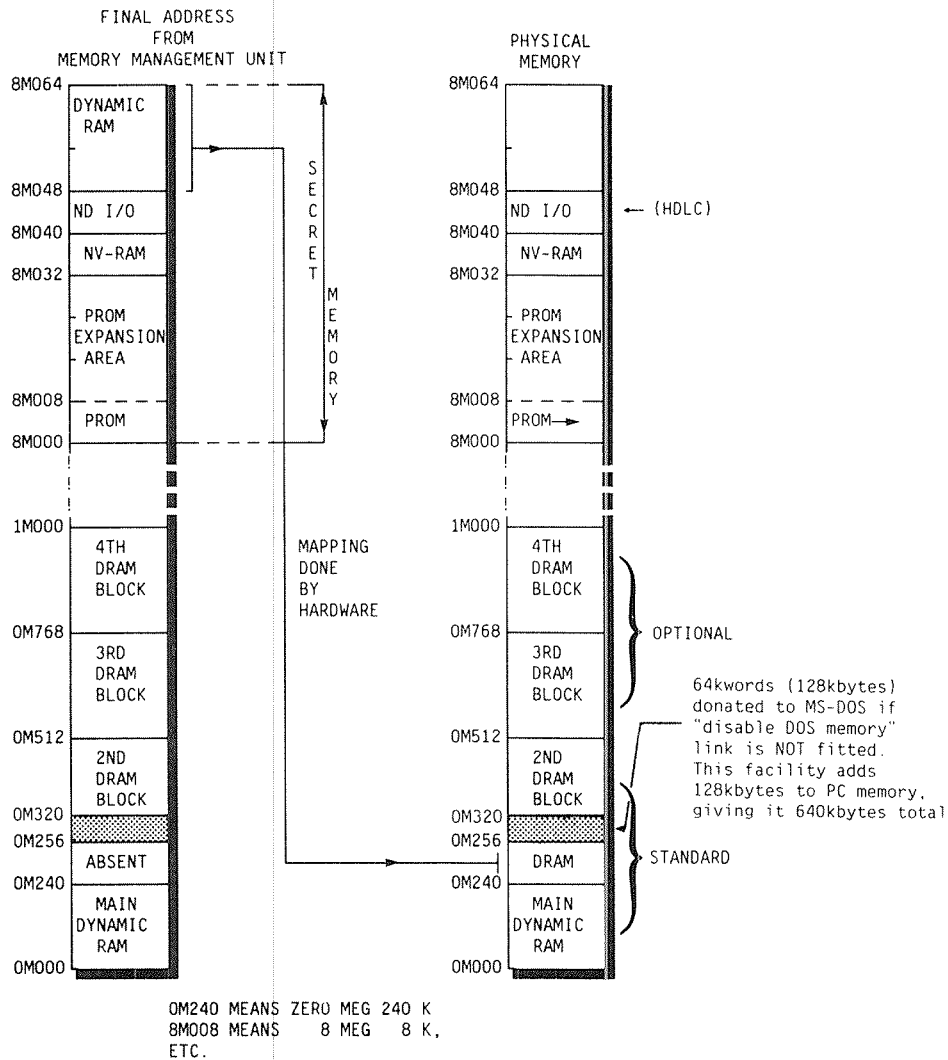 FINAL ADDRESS
FROM
MEMORY MANAGEMENT UNIT
8M064
DYNAMIC
RAM
8M048
ND I/O
8M040
NV-RAM
8M032
PROM
EXPANSION
AREA
8M008
PROM
8M000
1M000
4TH
DRAM
BLOCK
0M768
3RD
DRAM
BLOCK
0M512
2ND
DRAM
BLOCK
0M320
0M256
ABSENT
0M240
MAIN
DYNAMIC
RAM
0M000
SECRET
MEMORY
MAPPING
DONE
BY
HARDWARE
PHYSICAL
MEMORY
8M064
8M048
← (HDLC)
ND I/O
8M040
NV-RAM
8M032
PROM
EXPANSION
AREA
8M008
PROM→
8M000
1M000
4TH
DRAM
BLOCK
0M768
OPTIONAL
3RD
DRAM
BLOCK
0M512
2ND
DRAM
BLOCK
0M320
0M256
DRAM
STANDARD
0M240
MAIN
DYNAMIC
RAM
0M000
64kwords (128kbytes)
donated to MS-DOS if
"disable DOS memory"
link is NOT fitted.
This facility adds
128kbytes to PC memory,
giving it 640kbytes total
0M240 MEANS ZERO MEG 240 K
8M008 MEANS 8 MEG 8 K,
ETC.